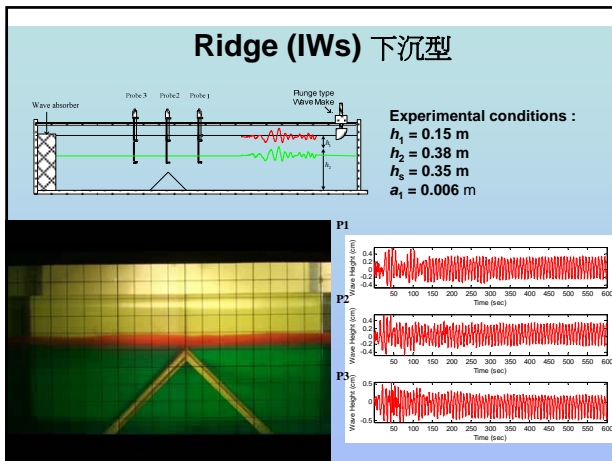 Ridge (IWs) 下沉型
Probe 3 Probe2 Probe1
Plunge type
Wave Make.
Wave absorber
h1
h2
Experimental conditions :
h1 = 0.15 m
h2 = 0.38 m
hs = 0.35 m
a1 = 0.006 m
P1
Wave Height (cm)
0.4
0.2
0
-0.2
-0.4
50 100 150 200 250 300 350 400 450 500 550 600
Time (sec)
P2
Wave Height (cm)
0.4
0.2
0
-0.2
-0.4
50 100 150 200 250 300 350 400 450 500 550 600
Time (sec)
P3
Wave Height (cm)
0.5
0
-0.5
50 100 150 200 250 300 350 400 450 500 550 600
Time (sec)